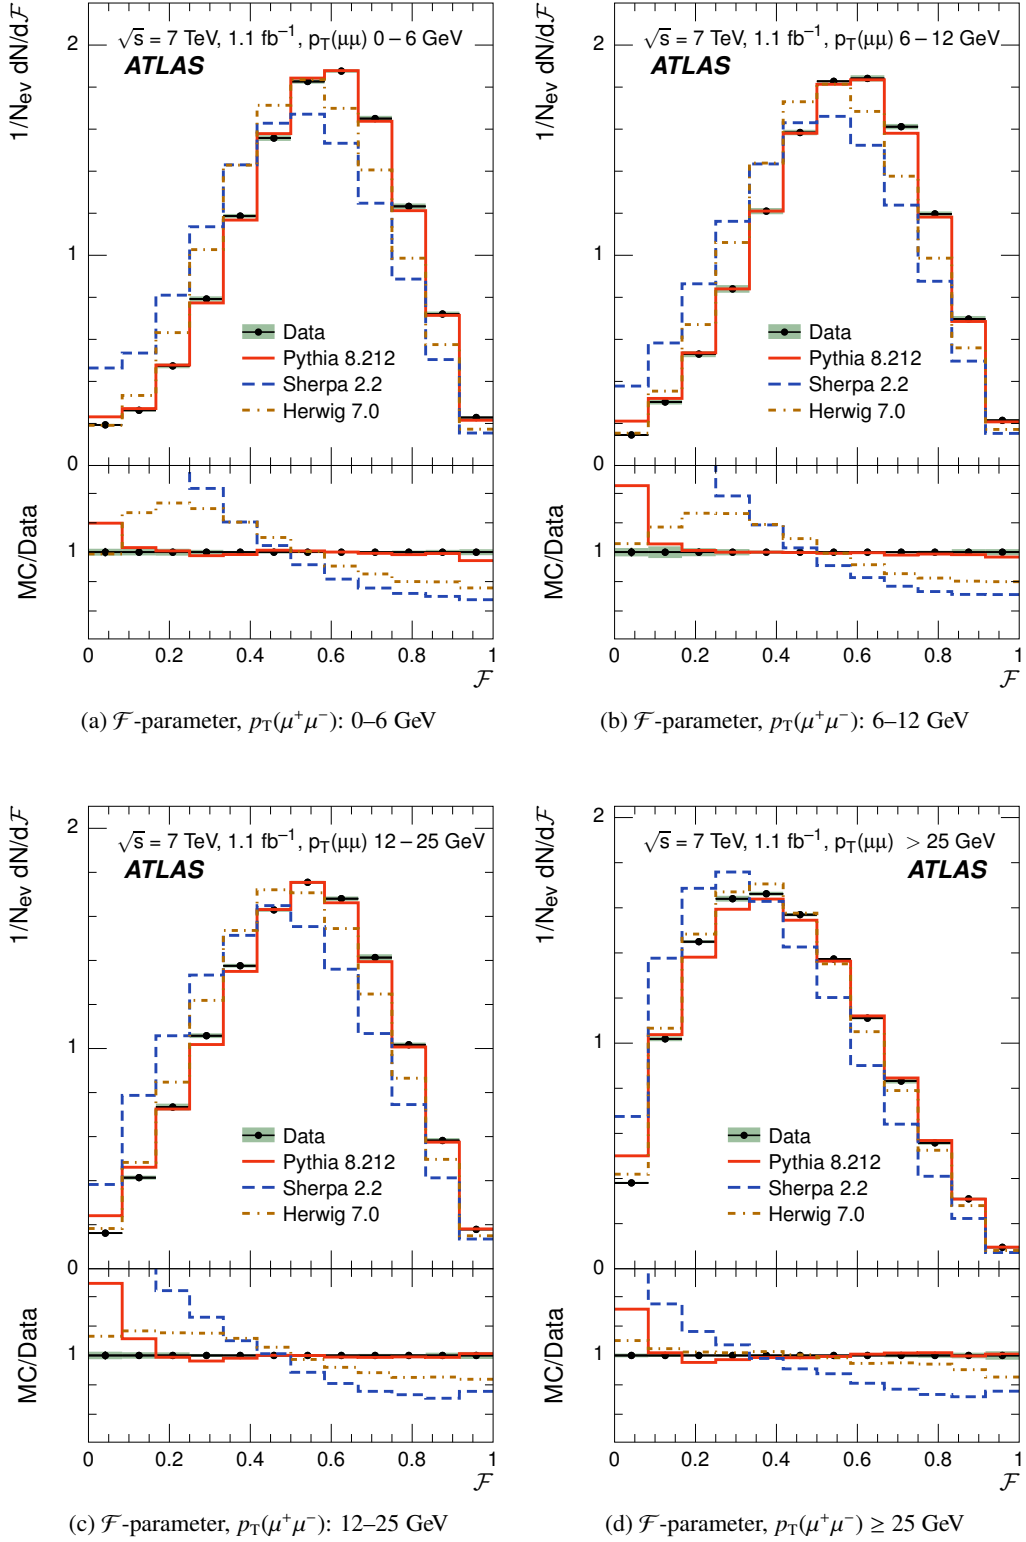 √s = 7 TeV, 1.1 fb⁻¹, p_T(μμ) 0 – 6 GeV
ATLAS
1/N_ev dN/dℱ
2
1
0
Data
Pythia 8.212
Sherpa 2.2
Herwig 7.0
MC/Data
1
0 0.2 0.4 0.6 0.8 1
ℱ
(a) ℱ-parameter, p_T(μ⁺μ⁻): 0–6 GeV
√s = 7 TeV, 1.1 fb⁻¹, p_T(μμ) 6 – 12 GeV
ATLAS
1/N_ev dN/dℱ
2
1
0
Data
Pythia 8.212
Sherpa 2.2
Herwig 7.0
MC/Data
1
0 0.2 0.4 0.6 0.8 1
ℱ
(b) ℱ-parameter, p_T(μ⁺μ⁻): 6–12 GeV
√s = 7 TeV, 1.1 fb⁻¹, p_T(μμ) 12 – 25 GeV
ATLAS
1/N_ev dN/dℱ
2
1
0
Data
Pythia 8.212
Sherpa 2.2
Herwig 7.0
MC/Data
1
0 0.2 0.4 0.6 0.8 1
ℱ
(c) ℱ-parameter, p_T(μ⁺μ⁻): 12–25 GeV
√s = 7 TeV, 1.1 fb⁻¹, p_T(μμ) > 25 GeV
ATLAS
1/N_ev dN/dℱ
2
1
0
Data
Pythia 8.212
Sherpa 2.2
Herwig 7.0
MC/Data
1
0 0.2 0.4 0.6 0.8 1
ℱ
(d) ℱ-parameter, p_T(μ⁺μ⁻) ≥ 25 GeV